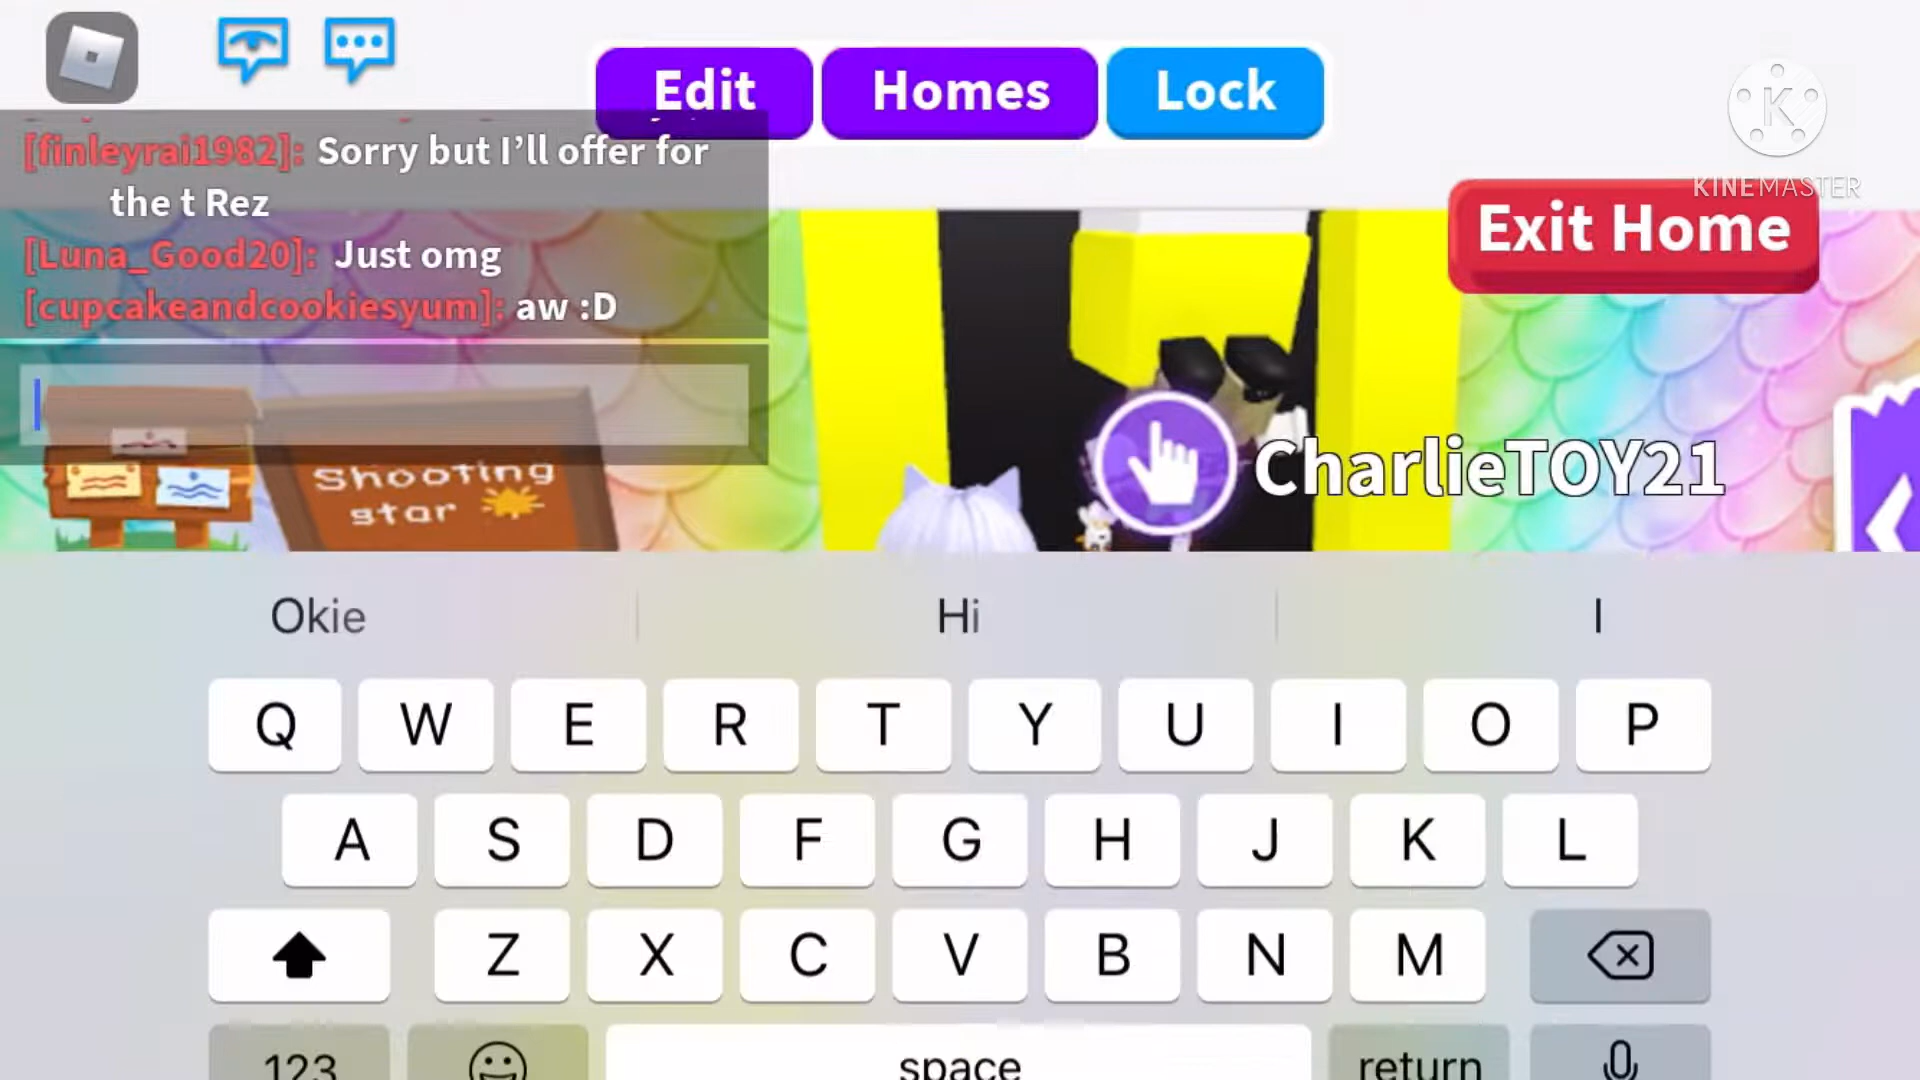 Edit Homes Lock
[finleyrai1982]: Sorry but I’ll offer for
the t Rez
[Luna_Good20]: Just omg
[cupcakeandcookiesyum]: aw :D
K
KINEMASTER
Exit Home
CharlieTOY21
Shooting
star
Okie Hi I
Q W E R T Y U I O P
A S D F G H J K L
Z X C V B N M
123 space return